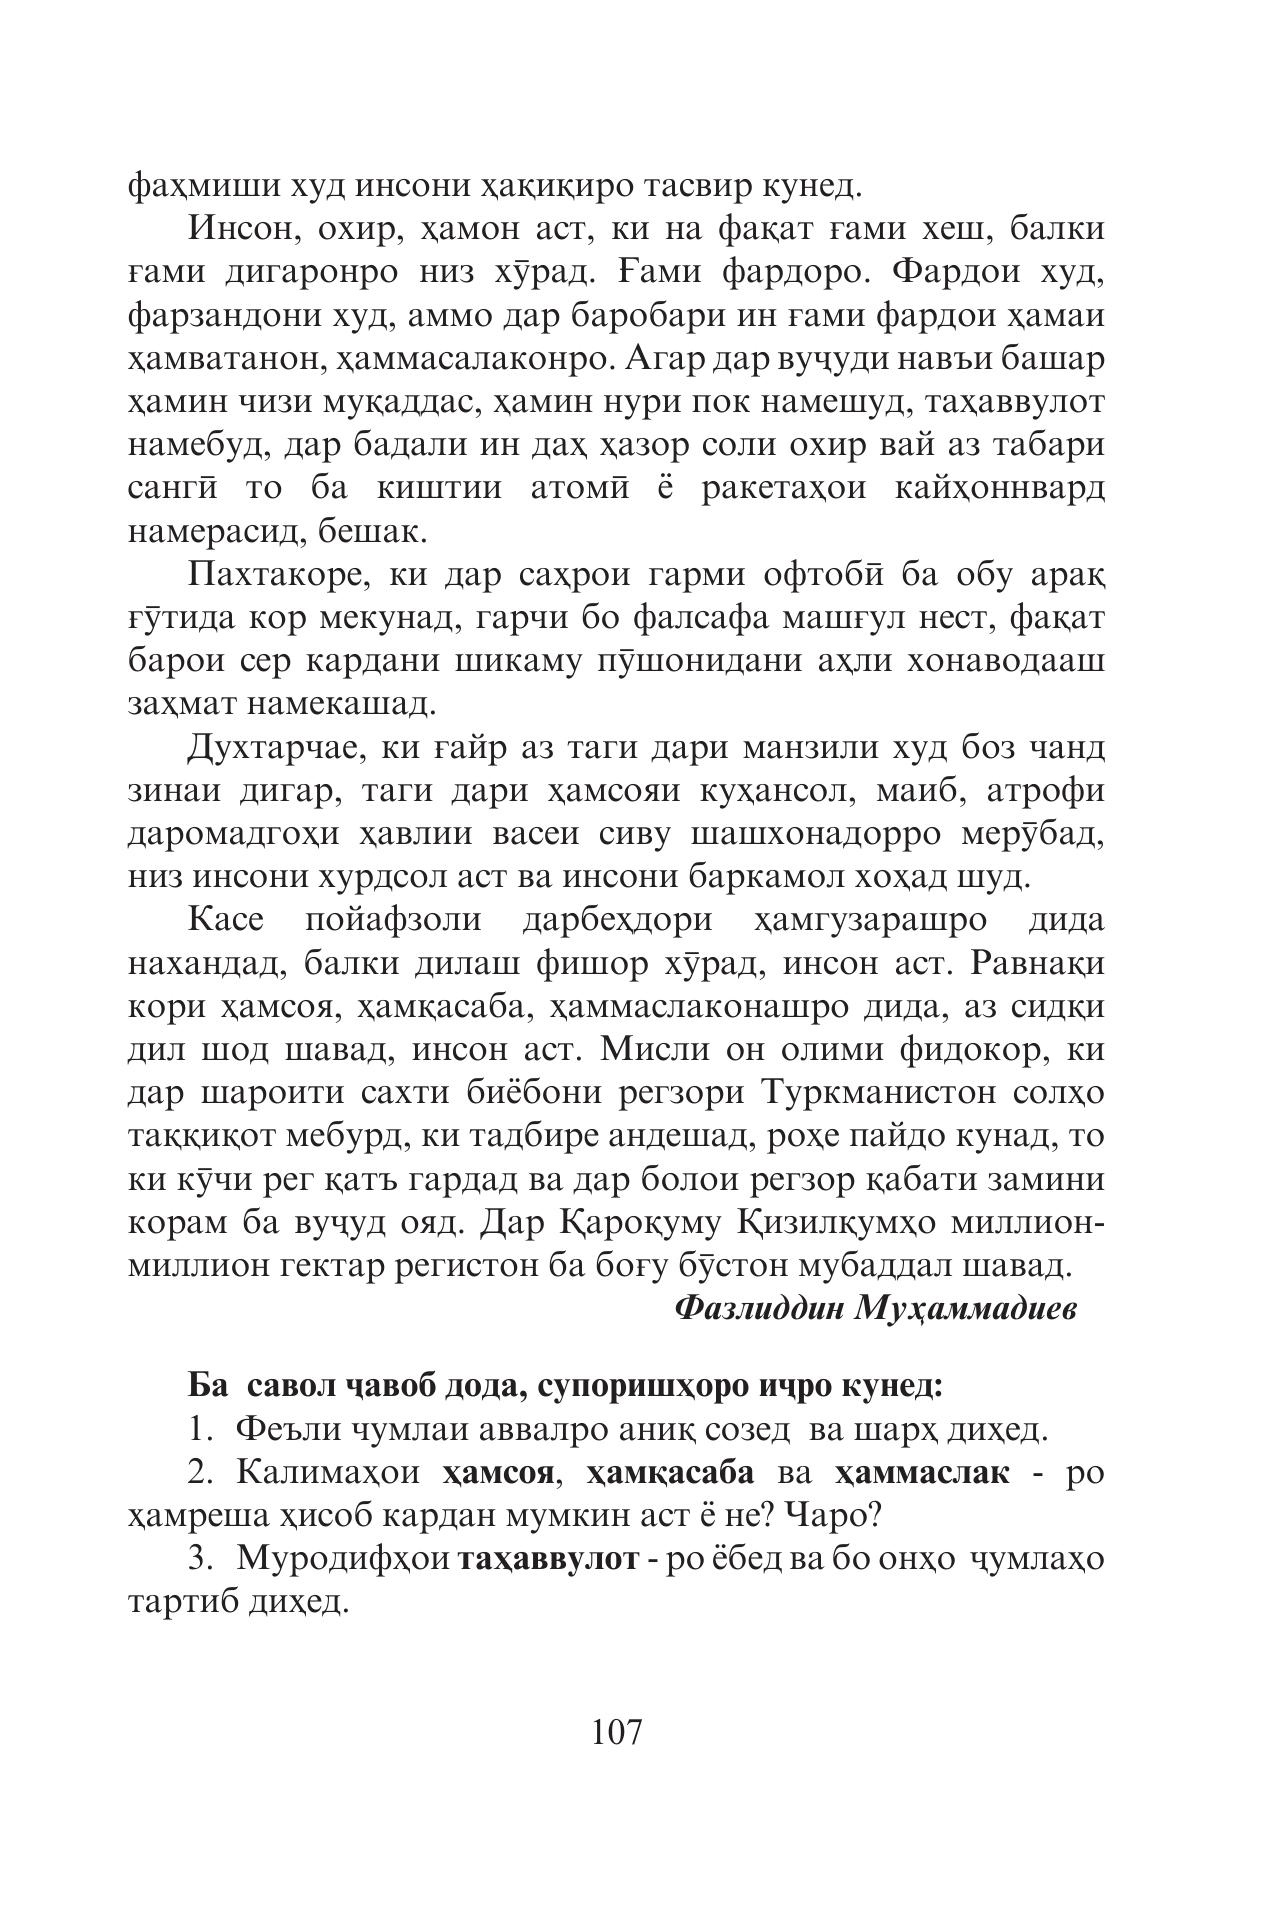 фаҳмиши худ инсони ҳақиқиро тасвир кунед.
Инсон, охир, ҳамон аст, ки на фақат ғами хеш, балки
ғами дигаронро низ хӯрад. Ғами фардоро. Фардои худ,
фарзандони худ, аммо дар баробари ин ғами фардои ҳамаи
ҳамватанон, ҳаммасалаконро. Агар дар вуҷуди навъи башар
ҳамин чизи муқаддас, ҳамин нури пок намешуд, таҳаввулот
намебуд, дар бадали ин даҳ ҳазор соли охир вай аз табари
сангӣ то ба киштии атомӣ ё ракетаҳои кайҳоннвард
намерасид, бешак.
Пахтакоре, ки дар саҳрои гарми офтобӣ ба обу арақ
ғӯтида кор мекунад, гарчи бо фалсафа машғул нест, фақат
барои сер кардани шикаму пӯшонидани аҳли хонаводааш
заҳмат намекашад.
Духтарчае, ки ғайр аз таги дари манзили худ боз чанд
зинаи дигар, таги дари ҳамсояи куҳансол, маиб, атрофи
даромадгоҳи ҳавлии васеи сиву шашхонадорро мерӯбад,
низ инсони хурдсол аст ва инсони баркамол хоҳад шуд.
Касе пойафзоли дарбеҳдори ҳамгузарашро дида
нахандад, балки дилаш фишор хӯрад, инсон аст. Равнақи
кори ҳамсоя, ҳамқасаба, ҳаммаслаконашро дида, аз сидқи
дил шод шавад, инсон аст. Мисли он олими фидокор, ки
дар шароити сахти биёбони регзори Туркманистон солҳо
таққиқот мебурд, ки тадбире андешад, роҳе пайдо кунад, то
ки кӯчи рег қатъ гардад ва дар болои регзор қабати замини
корам ба вуҷуд ояд. Дар Қароқуму Қизилқумҳо миллион-
миллион гектар регистон ба боғу бӯстон мубаддал шавад.
Фазлиддин Муҳаммадиев
Ба савол ҷавоб дода, супоришҳоро иҷро кунед:
1. Феъли чумлаи аввалро аниқ созед ва шарҳ диҳед.
2. Калимаҳои ҳамсоя, ҳамқасаба ва ҳаммаслак - ро
ҳамреша ҳисоб кардан мумкин аст ё не? Чаро?
3. Муродифҳои таҳаввулот - ро ёбед ва бо онҳо ҷумлаҳо
тартиб диҳед.
107